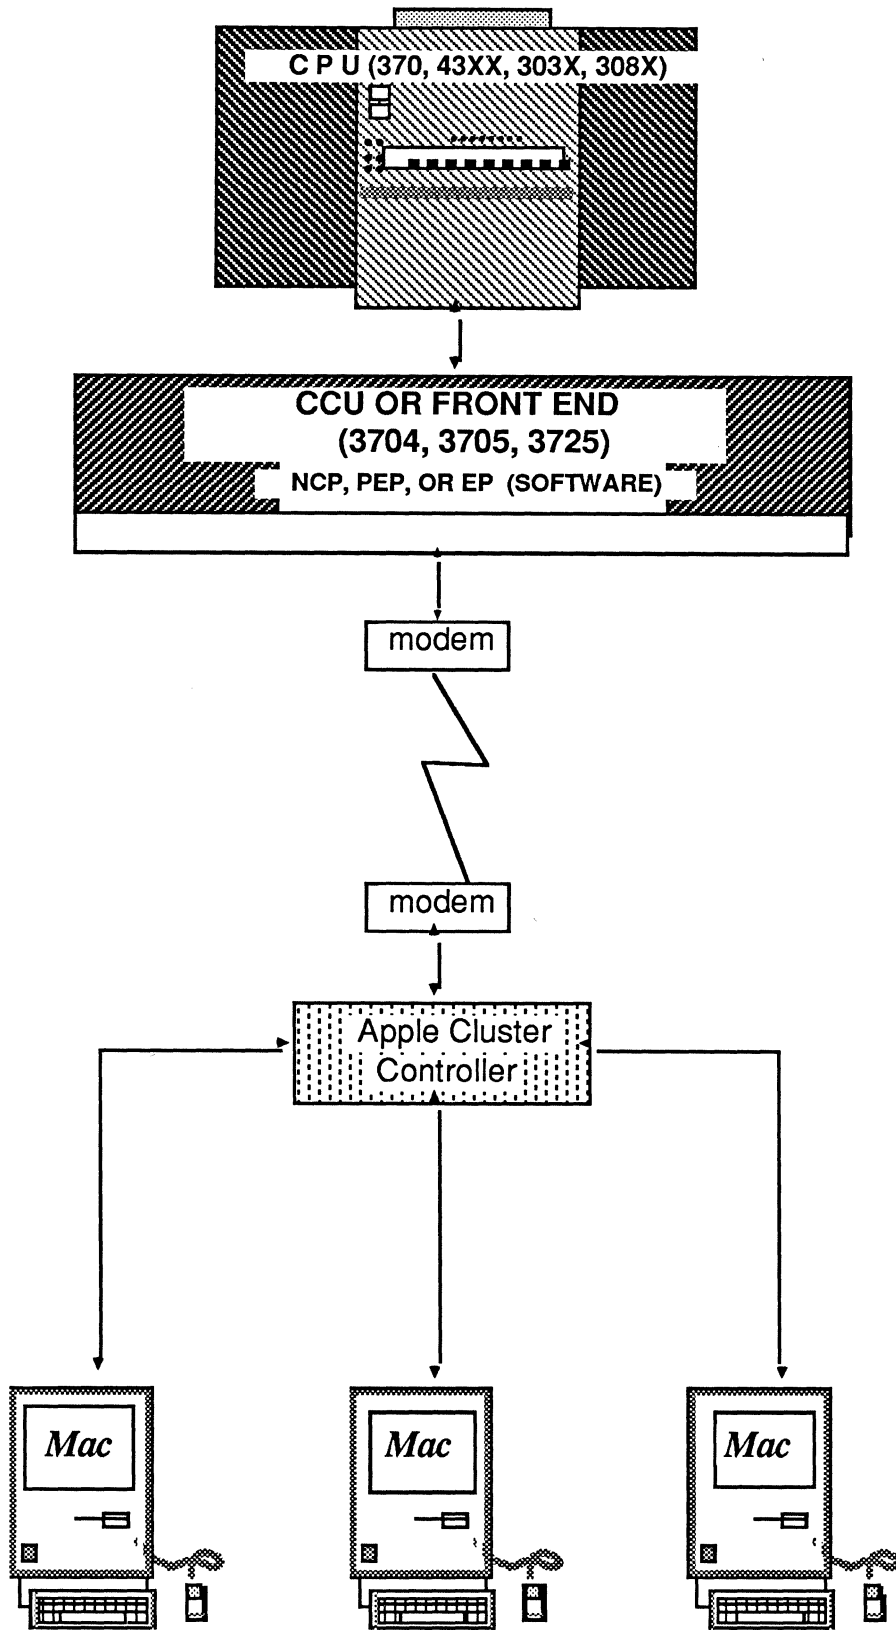 C P U (370, 43XX, 303X, 308X)
CCU OR FRONT END
(3704, 3705, 3725)
NCP, PEP, OR EP (SOFTWARE)
modem
modem
Apple Cluster
Controller
Mac
Mac
Mac